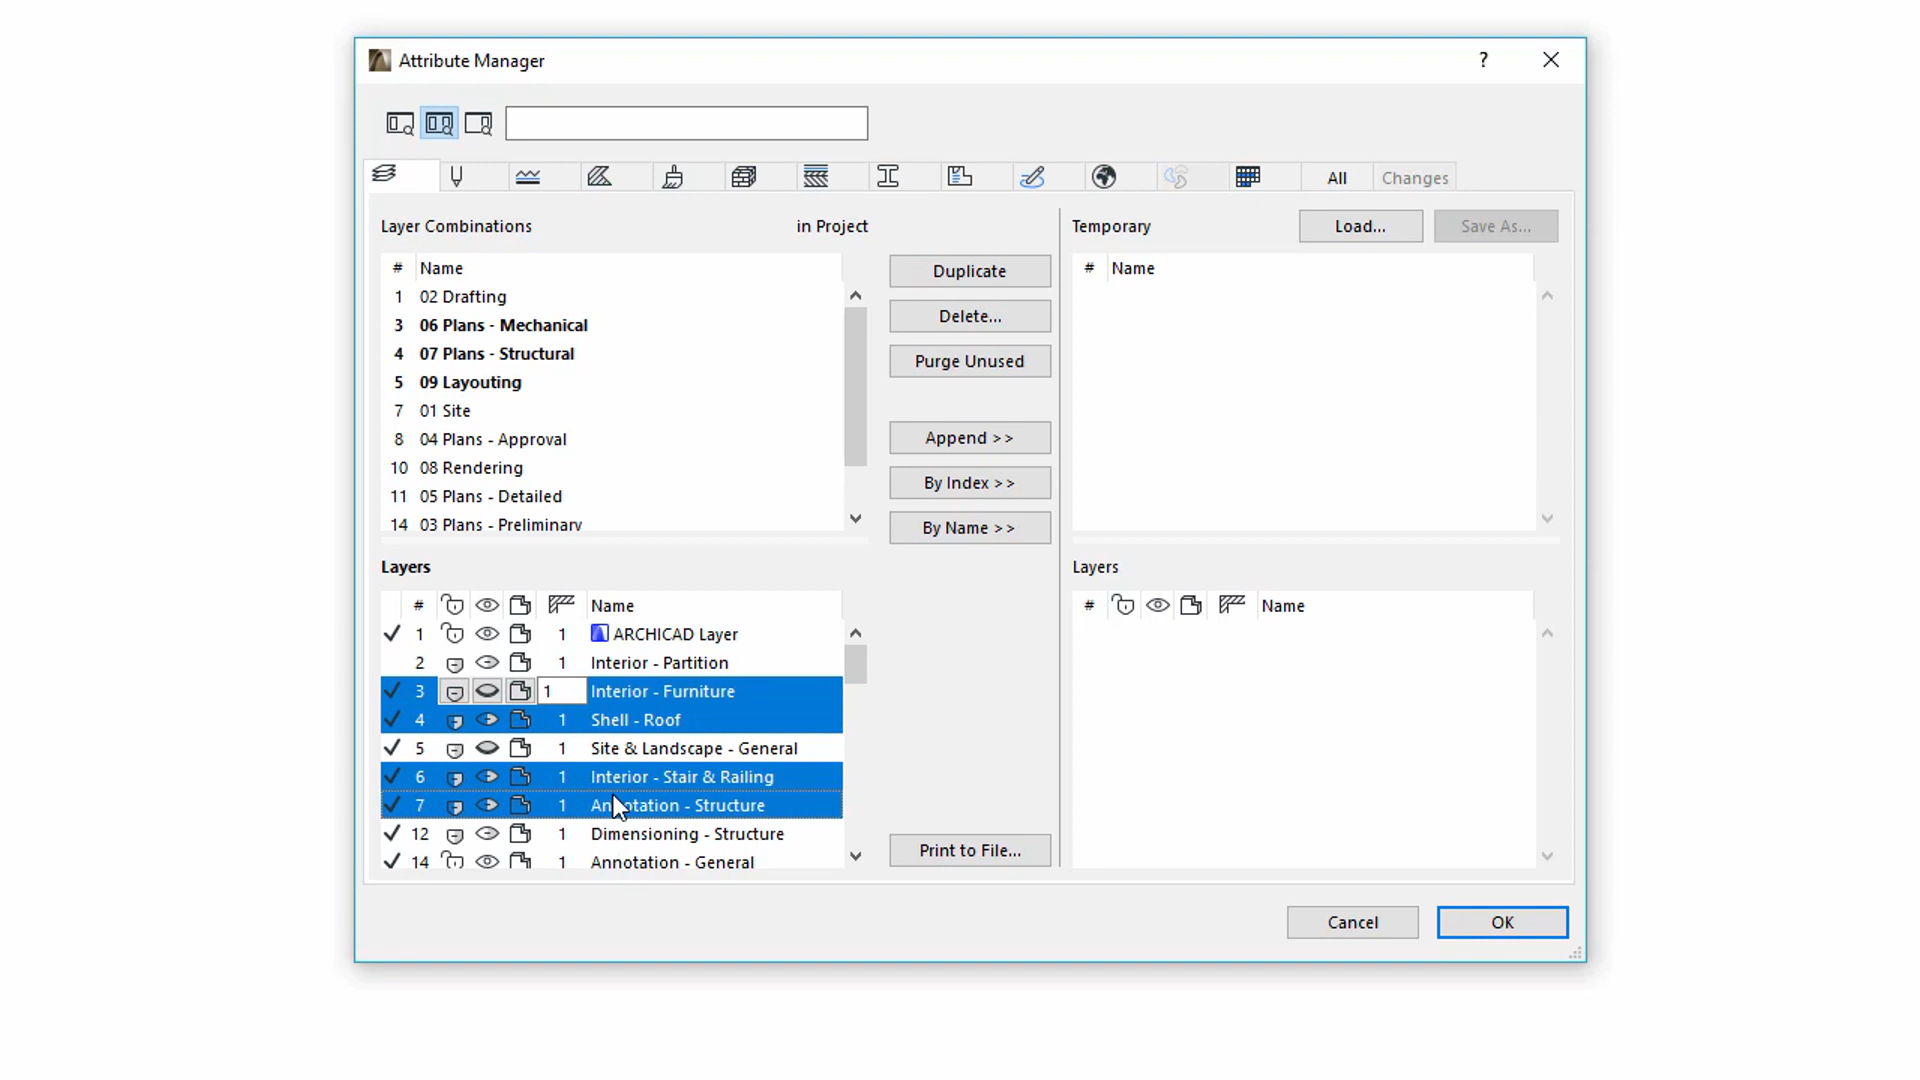 Attribute Manager ?
All Changes
Layer Combinations in Project
# Name
1 02 Drafting
3 06 Plans - Mechanical
4 07 Plans - Structural
5 09 Layouting
7 01 Site
8 04 Plans - Approval
10 08 Rendering
11 05 Plans - Detailed
14 03 Plans - Preliminary
Duplicate
Delete...
Purge Unused
Append >>
By Index >>
By Name >>
Temporary Load... Save As...
# Name
Layers
# Name
1 1 ARCHICAD Layer
2 1 Interior - Partition
3 1 Interior - Furniture
4 1 Shell - Roof
5 1 Site & Landscape - General
6 1 Interior - Stair & Railing
7 1 Annotation - Structure
12 1 Dimensioning - Structure
14 1 Annotation - General
Print to File...
Layers
# Name
Cancel OK